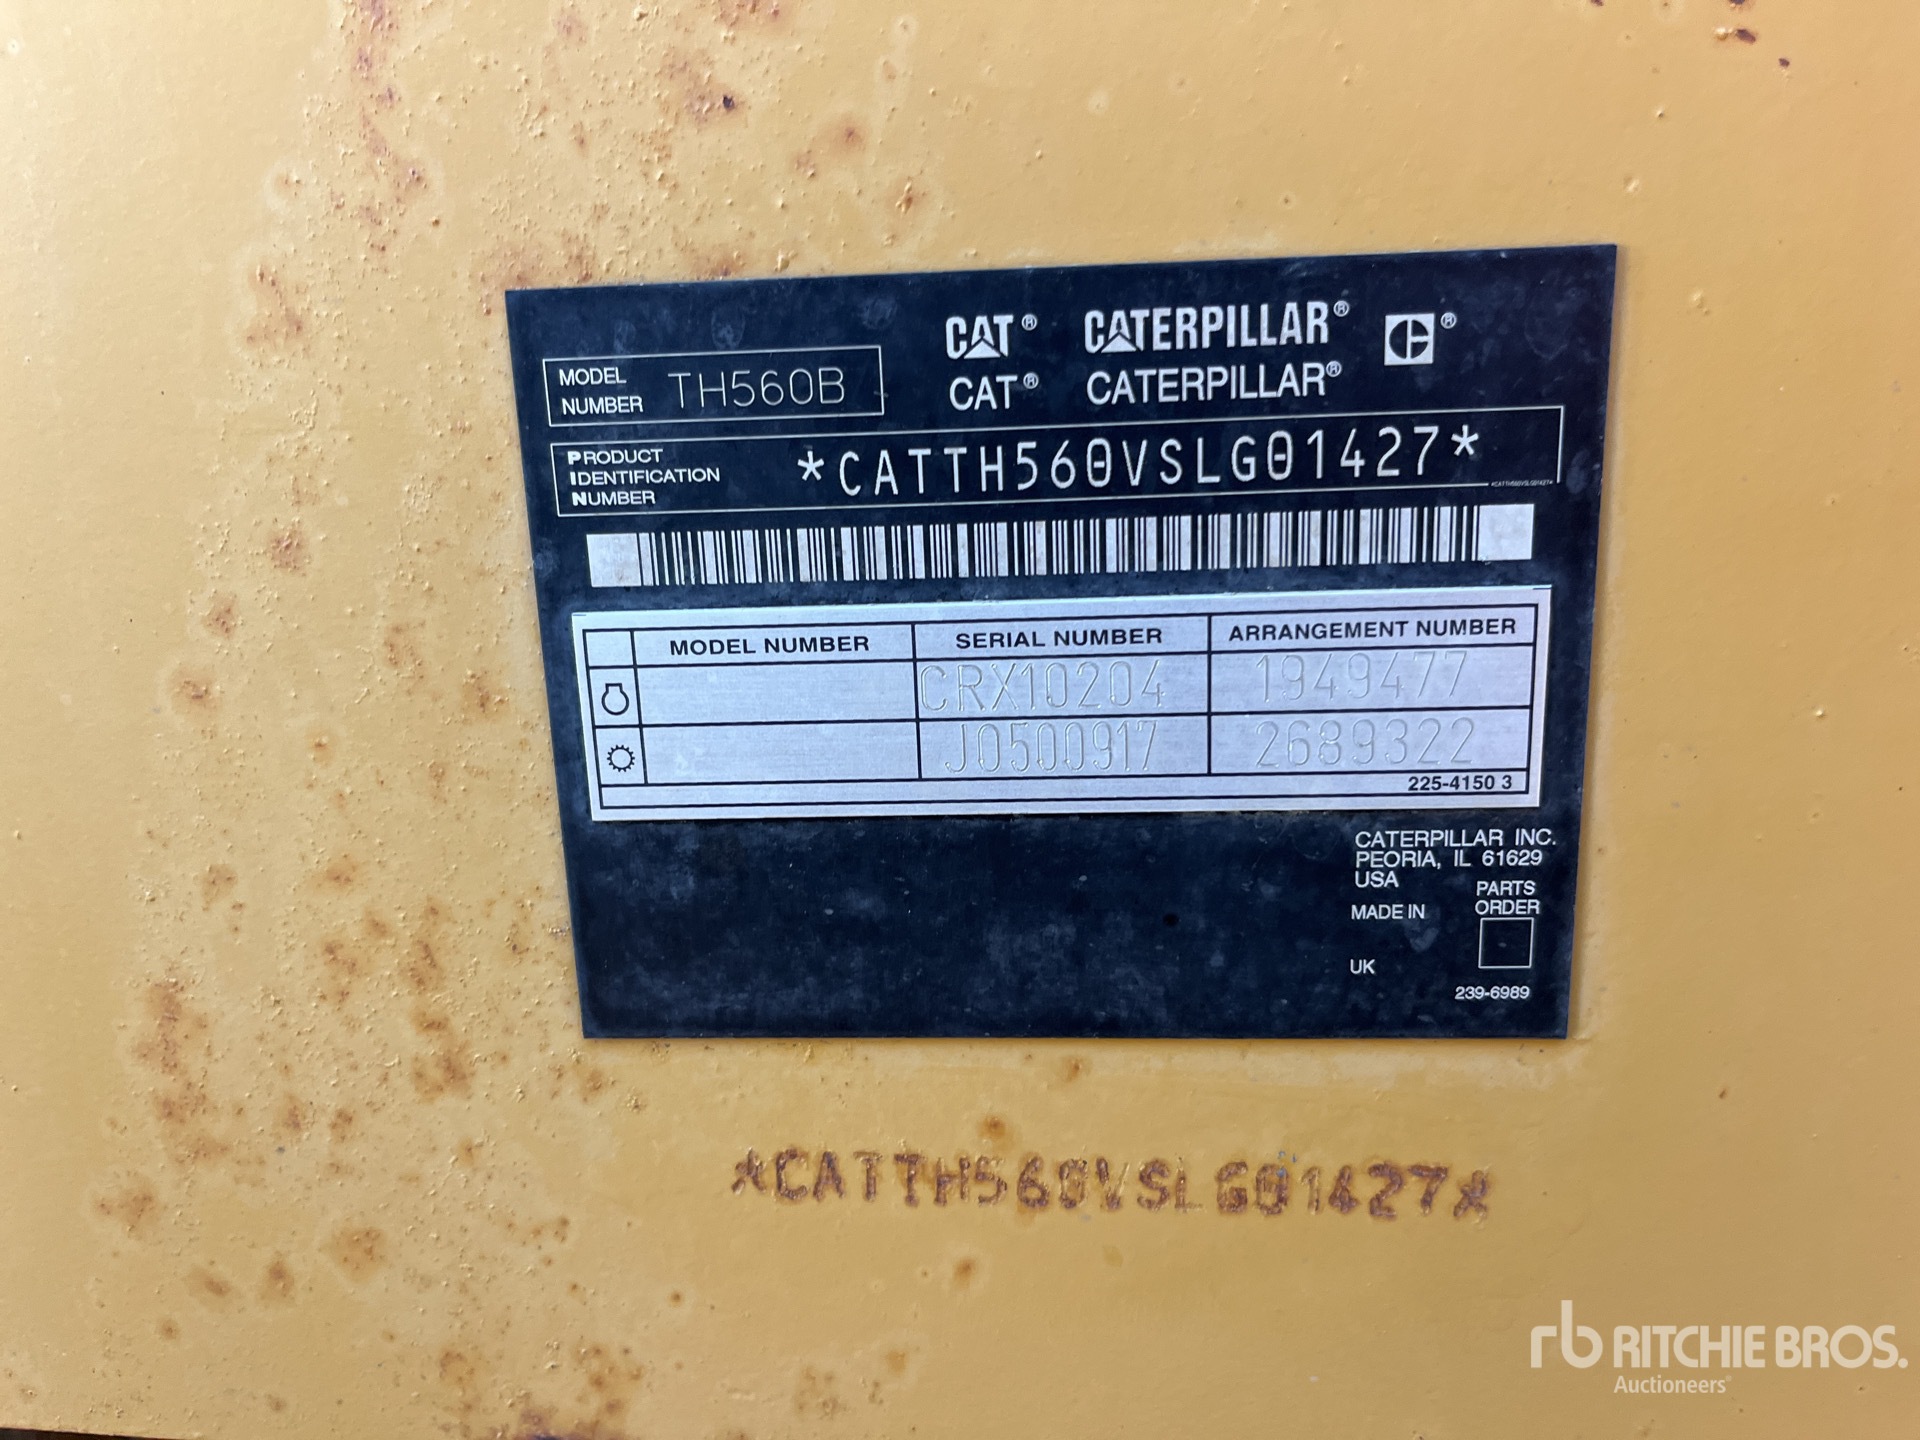 CAT® CATERPILLAR® ®
CAT® CATERPILLAR®
MODEL
NUMBER TH560B
PRODUCT
IDENTIFICATION
NUMBER
*CATTH560VSLG01427*
*CATTH560VSLG01427*
MODEL NUMBER SERIAL NUMBER ARRANGEMENT NUMBER
CRX10204 1949477
J0500917 2689322
225-4150 3
CATERPILLAR INC.
PEORIA, IL 61629
USA
MADE IN
UK
PARTS
ORDER
239-6989
*CATTH560VSLG01427*
rb RITCHIE BROS.
Auctioneers